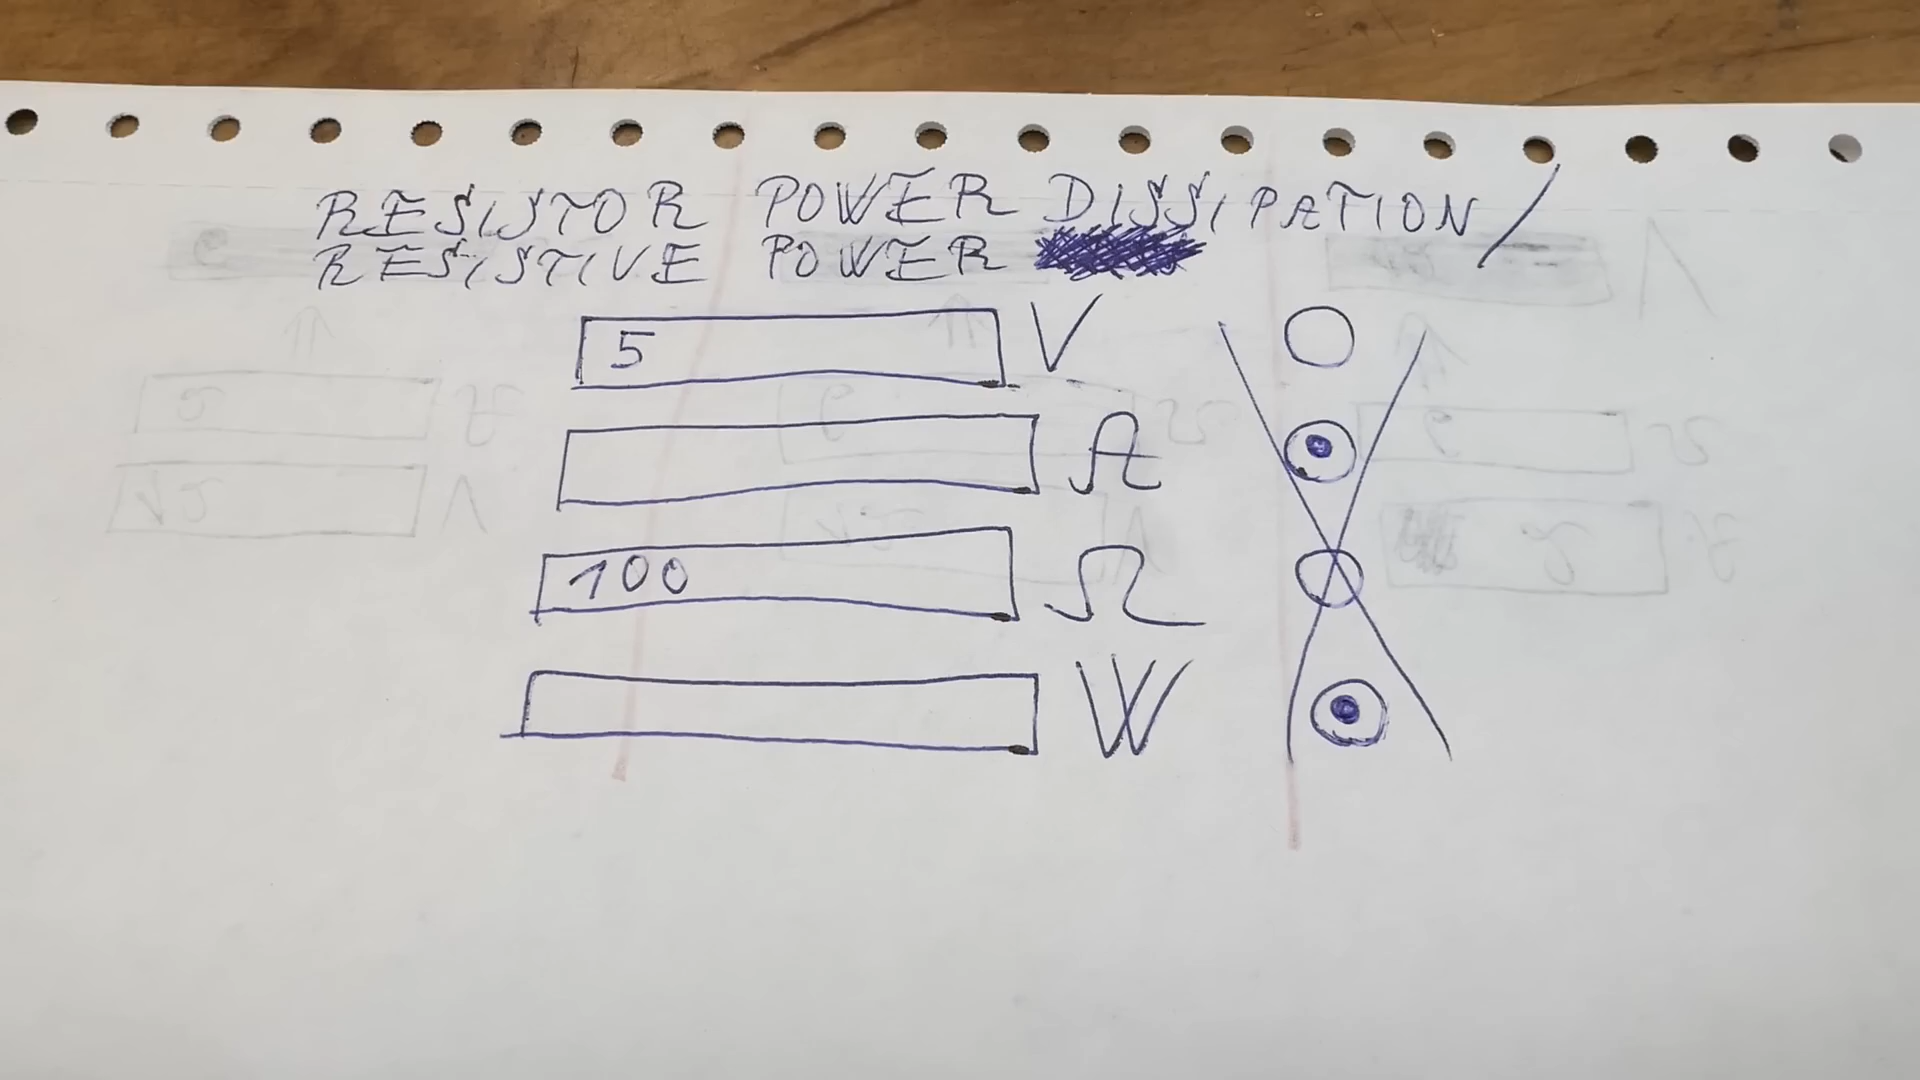 RESISTOR POWER DISSIPATION/
RESISTIVE POWER
5 V
A
100 Ω
W